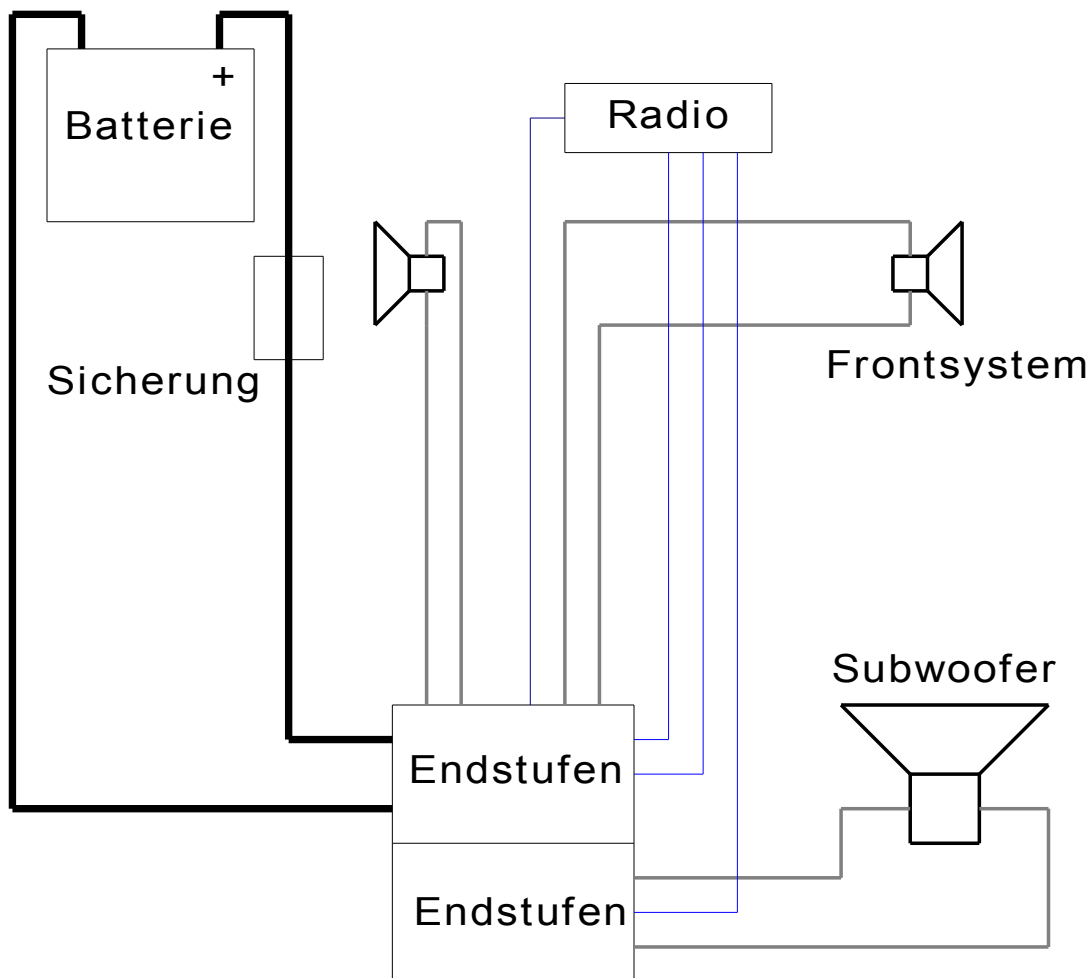 +
Batterie
Radio
Sicherung
Frontsystem
Subwoofer
Endstufen
Endstufen